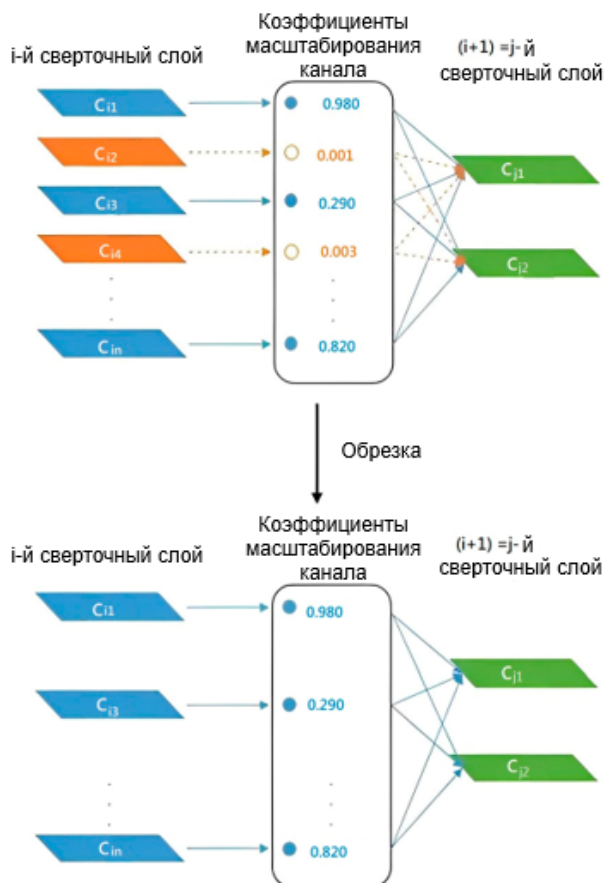 Коэффициенты
масштабирования
канала
i-й сверточный слой
(i+1) =j-й
сверточный слой
Ci1
0.980
Ci2
0.001
Cj1
Ci3
0.290
Ci4
0.003
Cj2
Cin
0.820
Обрезка
Коэффициенты
масштабирования
канала
i-й сверточный слой
(i+1) =j-й
сверточный слой
Ci1
0.980
Cj1
Ci3
0.290
Cj2
Cin
0.820